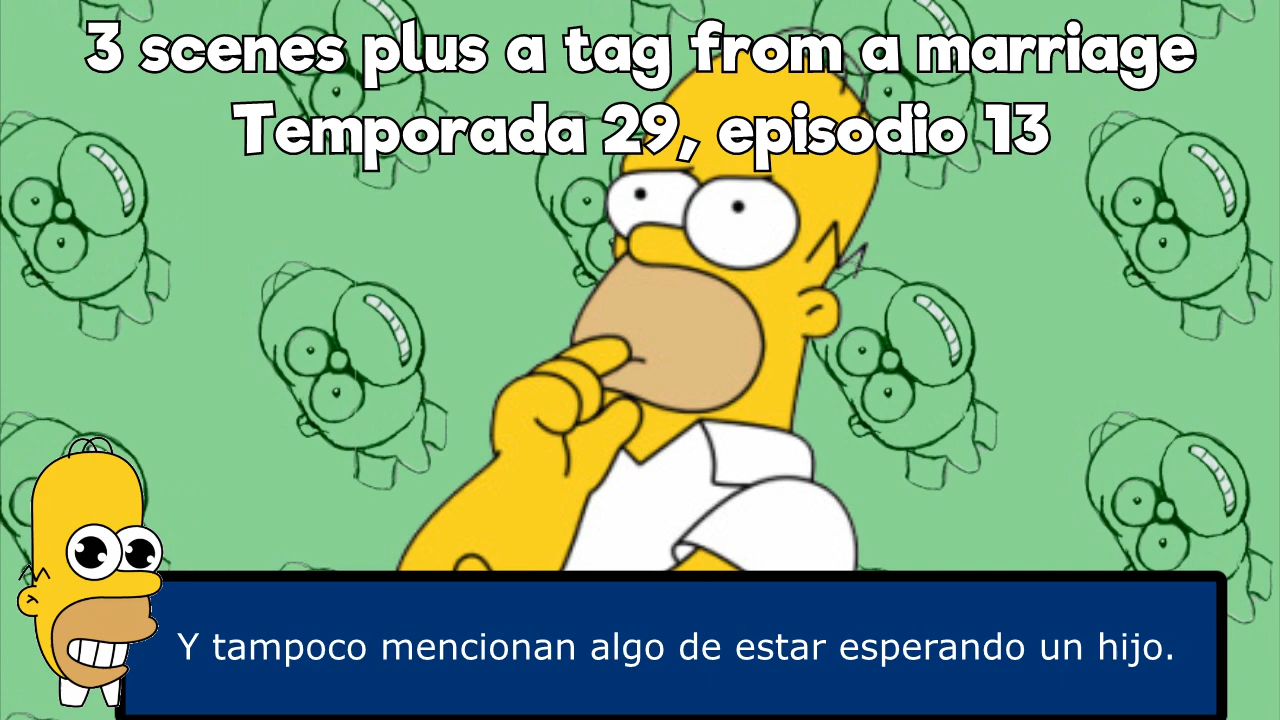 3 scenes plus a tag from a marriage
Temporada 29, episodio 13
Y tampoco mencionan algo de estar esperando un hijo.